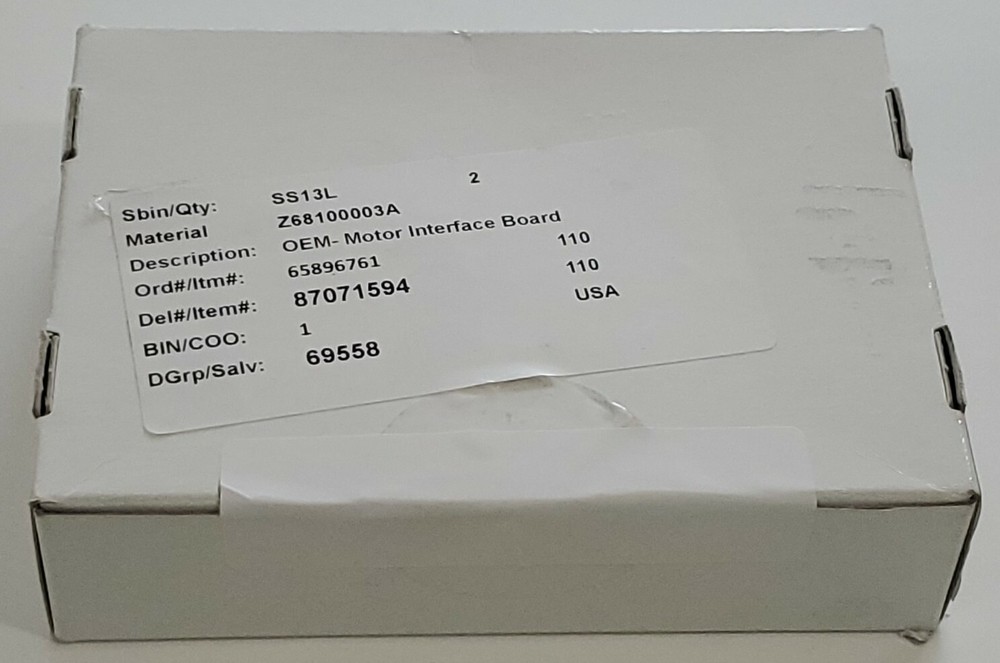 Sbin/Qty: SS13L 2
Material Z68100003A
Description: OEM- Motor Interface Board
Ord#/Itm#: 65896761 110
Del#/Item#: 87071594 110
BIN/COO: 1 USA
DGrp/Salv: 69558